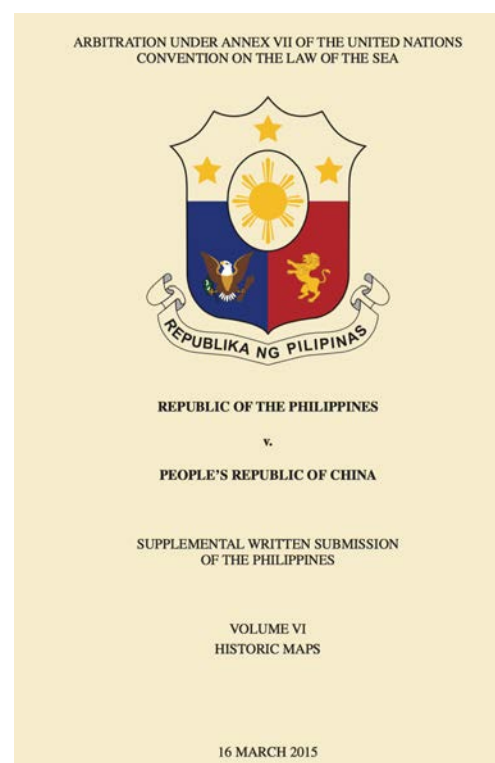 ARBITRATION UNDER ANNEX VII OF THE UNITED NATIONS
CONVENTION ON THE LAW OF THE SEA
REPUBLIKA NG PILIPINAS
REPUBLIC OF THE PHILIPPINES
v.
PEOPLE'S REPUBLIC OF CHINA
SUPPLEMENTAL WRITTEN SUBMISSION
OF THE PHILIPPINES
VOLUME VI
HISTORIC MAPS
16 MARCH 2015